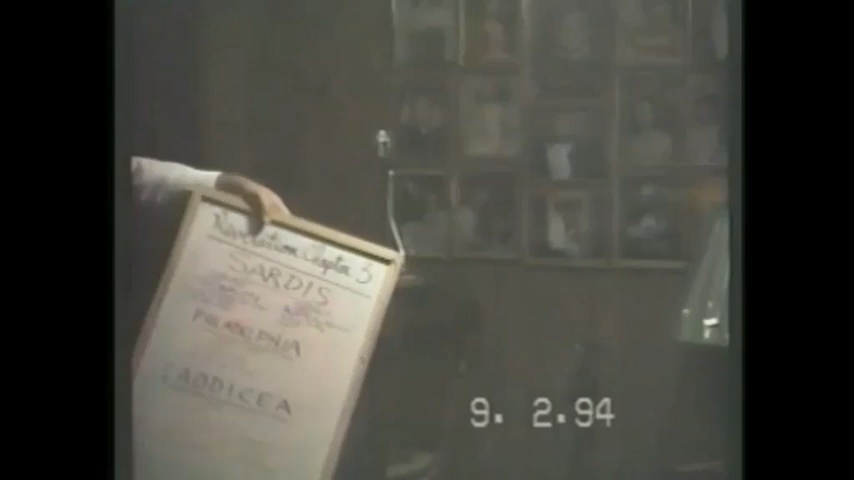 Revelation Chapter 3
SARDIS
PHILADELPHIA
LAODICEA
9. 2.94